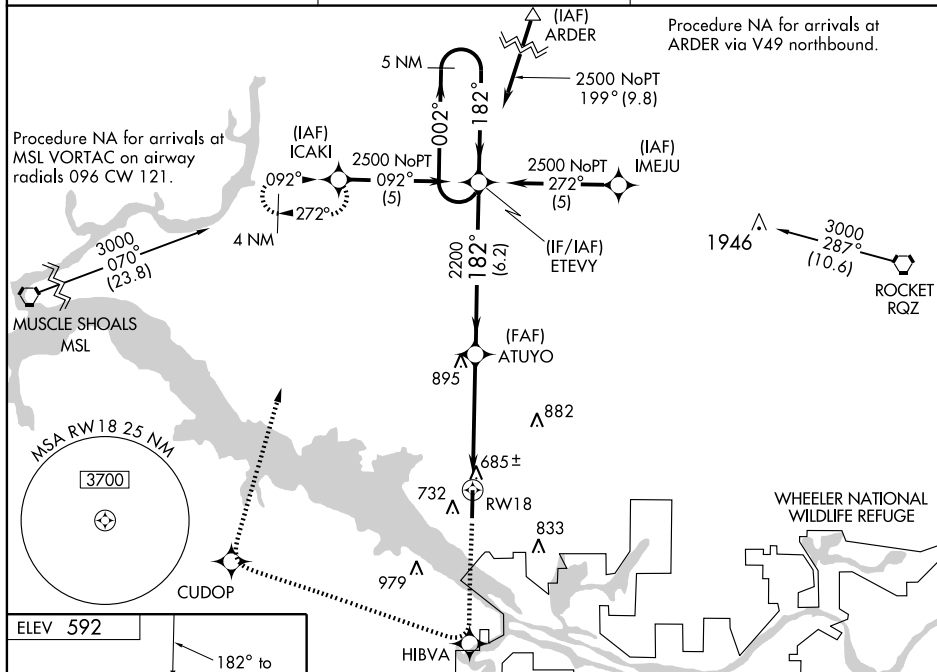 (IAF)
ARDER
Procedure NA for arrivals at
ARDER via V49 northbound.
5 NM
2500 NoPT
199° (9.8)
002°
182°
Procedure NA for arrivals at
MSL VORTAC on airway
radials 096 CW 121.
(IAF)
ICAKI
2500 NoPT
092°
(5)
092°
272°
4 NM
(IAF)
IMEJU
2500 NoPT
272°
(5)
(IF/IAF)
ETEVY
3000
070°
(23.8)
MUSCLE SHOALS
MSL
2200
182°
(6.2)
1946
3000
287°
(10.6)
ROCKET
RQZ
(FAF)
ATUYO
895
882
MSA RW18 25 NM
3700
685±
732
RW18
833
979
WHEELER NATIONAL
WILDLIFE REFUGE
CUDOP
HIBVA
ELEV 592
182° to